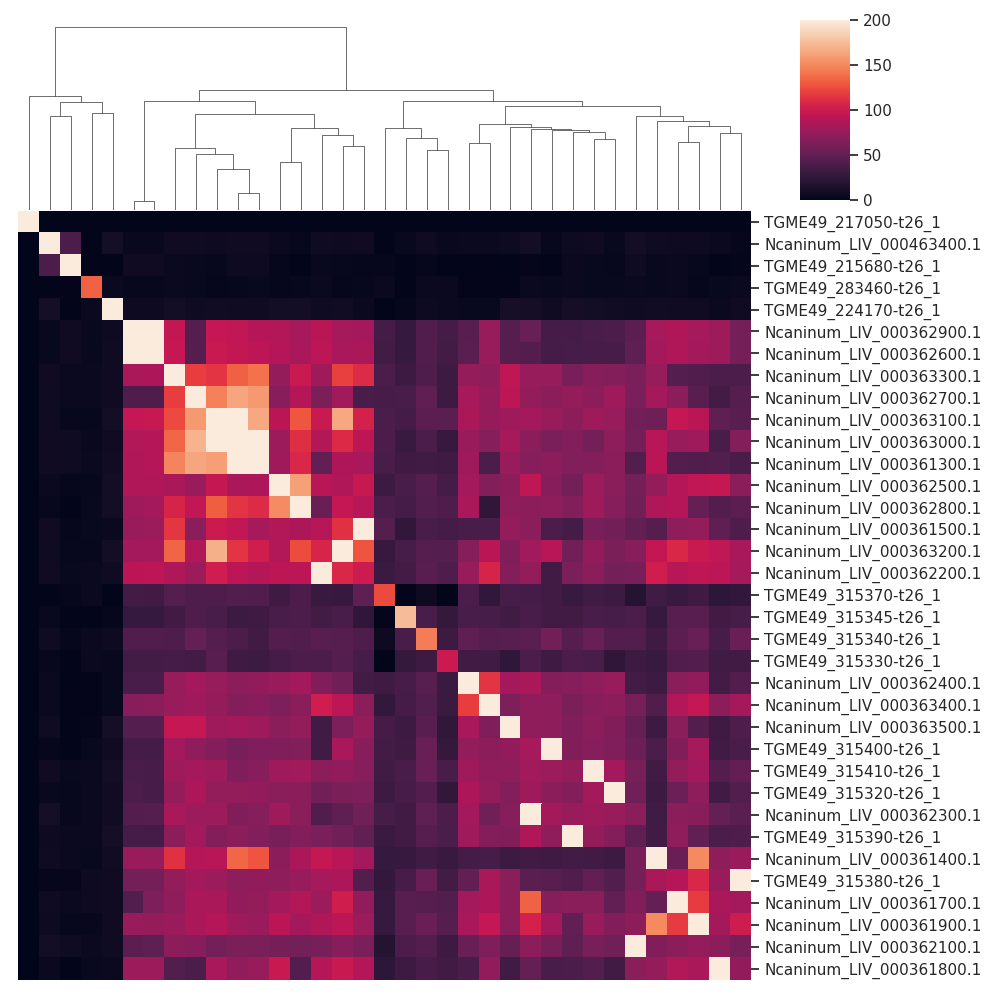 200
150
100
50
0
TGME49_217050-t26_1
Ncaninum_LIV_000463400.1
TGME49_215680-t26_1
TGME49_283460-t26_1
TGME49_224170-t26_1
Ncaninum_LIV_000362900.1
Ncaninum_LIV_000362600.1
Ncaninum_LIV_000363300.1
Ncaninum_LIV_000362700.1
Ncaninum_LIV_000363100.1
Ncaninum_LIV_000363000.1
Ncaninum_LIV_000361300.1
Ncaninum_LIV_000362500.1
Ncaninum_LIV_000362800.1
Ncaninum_LIV_000361500.1
Ncaninum_LIV_000363200.1
Ncaninum_LIV_000362200.1
TGME49_315370-t26_1
TGME49_315345-t26_1
TGME49_315340-t26_1
TGME49_315330-t26_1
Ncaninum_LIV_000362400.1
Ncaninum_LIV_000363400.1
Ncaninum_LIV_000363500.1
TGME49_315400-t26_1
TGME49_315410-t26_1
TGME49_315320-t26_1
Ncaninum_LIV_000362300.1
TGME49_315390-t26_1
Ncaninum_LIV_000361400.1
TGME49_315380-t26_1
Ncaninum_LIV_000361700.1
Ncaninum_LIV_000361900.1
Ncaninum_LIV_000362100.1
Ncaninum_LIV_000361800.1